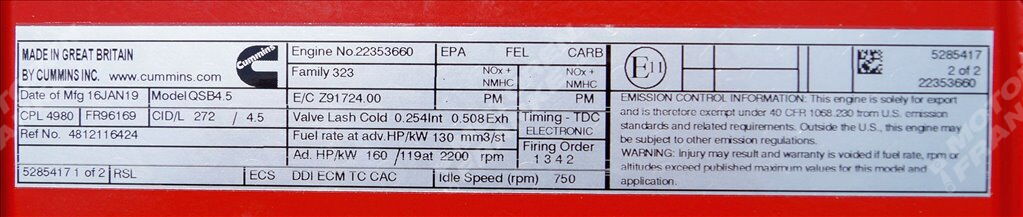 MADE IN GREAT BRITAIN
BY CUMMINS INC. www.cummins.com
Cummins
Date of Mfg 16JAN19 Model QSB4.5
CPL 4980 FR96169 CID/L 272 / 4.5
Ref No. 4812116424
5285417 1 of 2 RSL ECS
Engine No.22353660
Family 323
E/C Z91724.00
Valve Lash Cold 0.254Int 0.508Exh
Fuel rate at adv.HP/kW 130 mm3/st
Ad. HP/kW 160 /119at 2200 rpm
DDI ECM TC CAC Idle Speed (rpm) 750
EPA FEL CARB
NOx + NOx +
NMHC NMHC
PM PM
Timing - TDC
ELECTRONIC
Firing Order
1 3 4 2
E11
5285417
2 of 2
22353660
EMISSION CONTROL INFORMATION: This engine is solely for export
and is therefore exempt under 40 CFR 1068.230 from U.S. emission
standards and related requirements. Outside the U.S., this engine may
be subject to other emission regulations.
WARNING: Injury may result and warranty is voided if fuel rate, rpm or
altitudes exceed published maximum values for this model and
application.